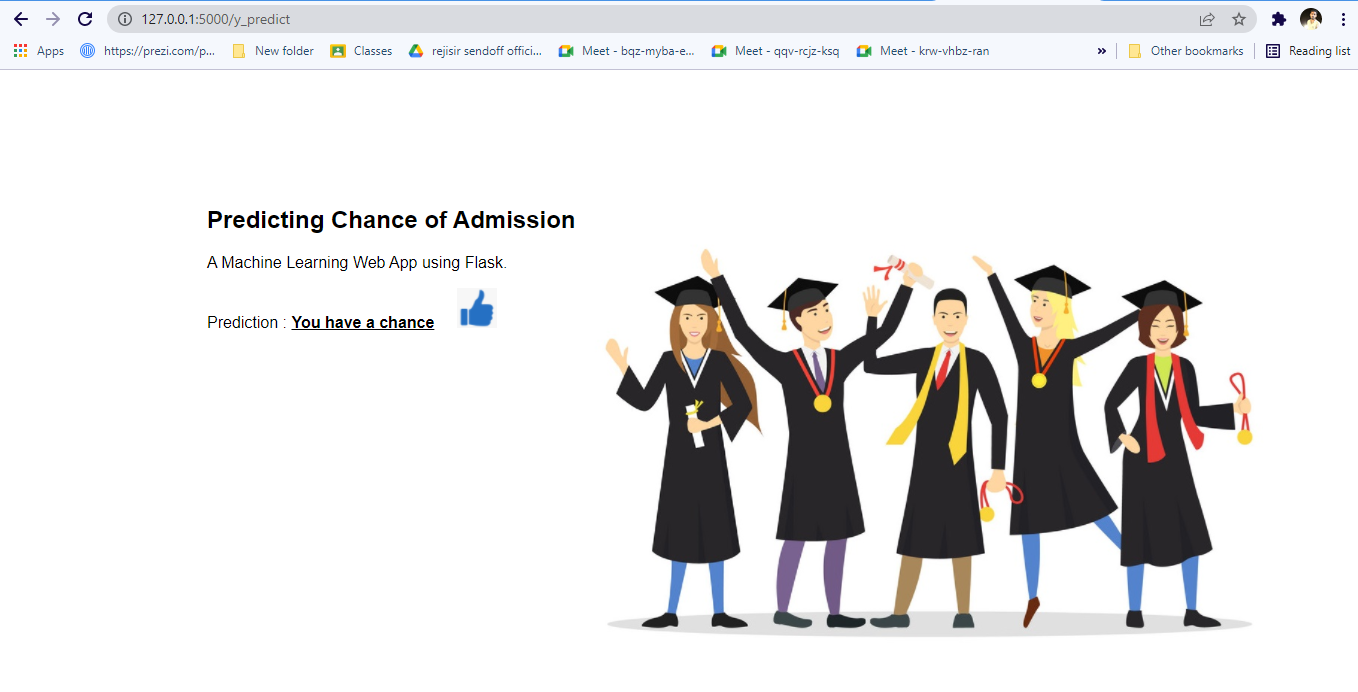 127.0.0.1:5000/y_predict
Apps https://prezi.com/p... New folder Classes rejisir sendoff offici... Meet - bqz-myba-e... Meet - qqv-rcjz-ksq Meet - krw-vhbz-ran » Other bookmarks Reading list
Predicting Chance of Admission
A Machine Learning Web App using Flask.
Prediction : You have a chance